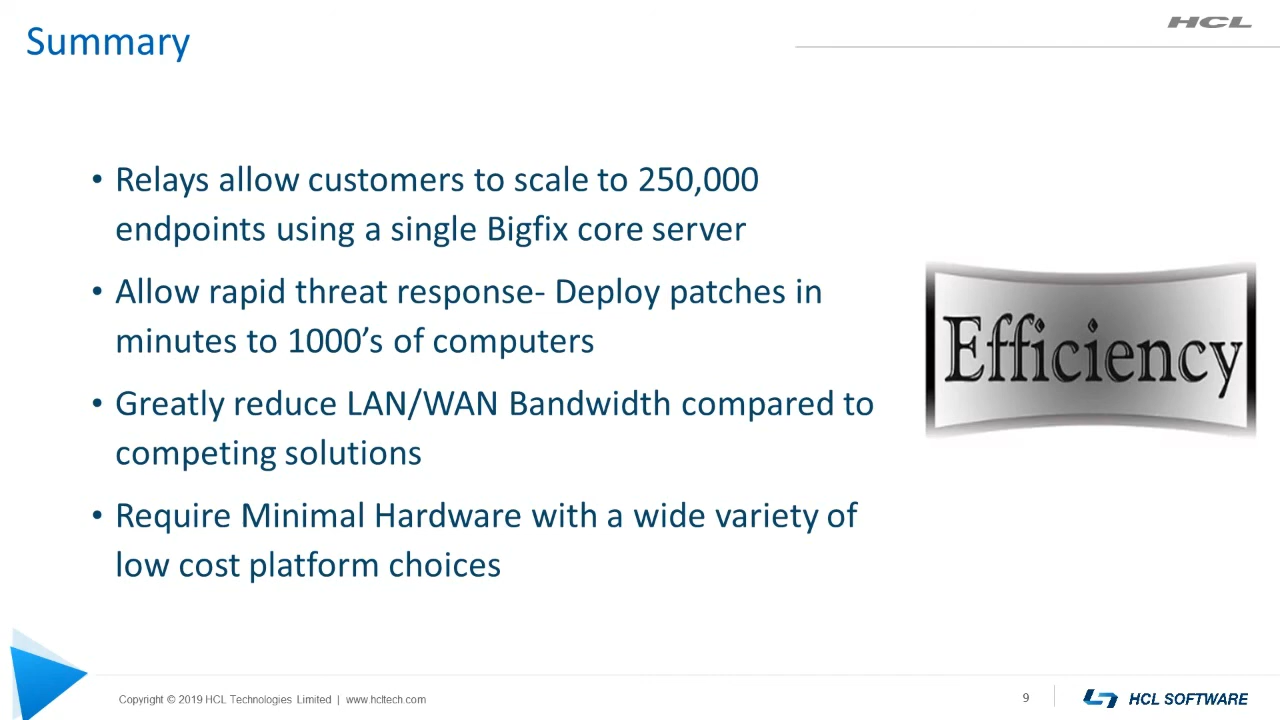 Summary
HCL
• Relays allow customers to scale to 250,000
endpoints using a single Bigfix core server
• Allow rapid threat response- Deploy patches in
minutes to 1000’s of computers
• Greatly reduce LAN/WAN Bandwidth compared to
competing solutions
• Require Minimal Hardware with a wide variety of
low cost platform choices
Efficiency
Copyright © 2019 HCL Technologies Limited | www.hcltech.com
9
HCL SOFTWARE